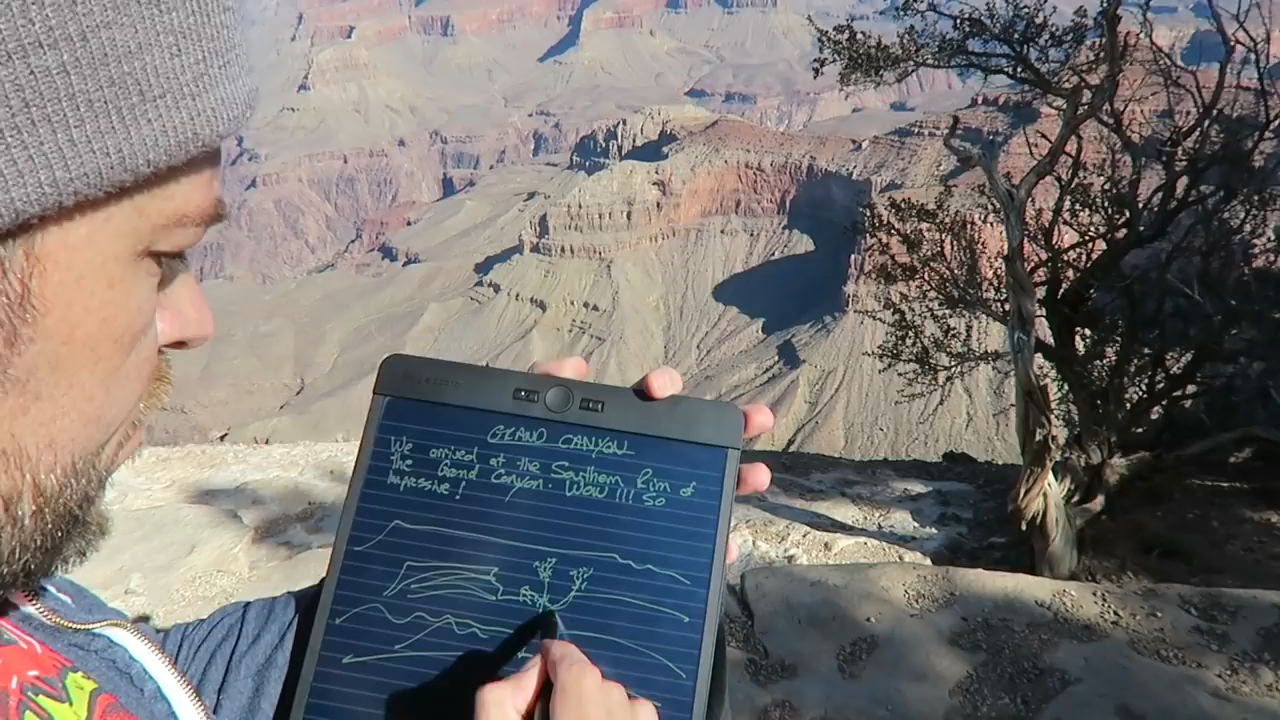 GRAND CANYON
We arrived at the Southern Rim of
the Grand Canyon. WOW!!! So
impressive!